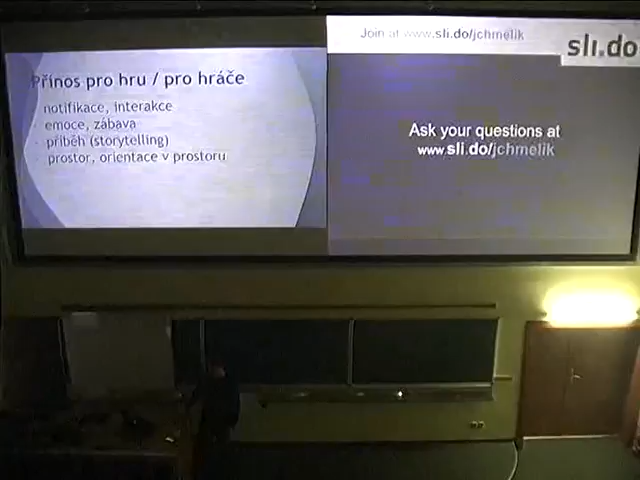 Přínos pro hru / pro hráče
notifikace, interakce
emoce, zábava
příběh (storytelling)
prostor, orientace v prostoru
Join at www.sli.do/jchmelik
sli.do
Ask your questions at
www.sli.do/jchmelik